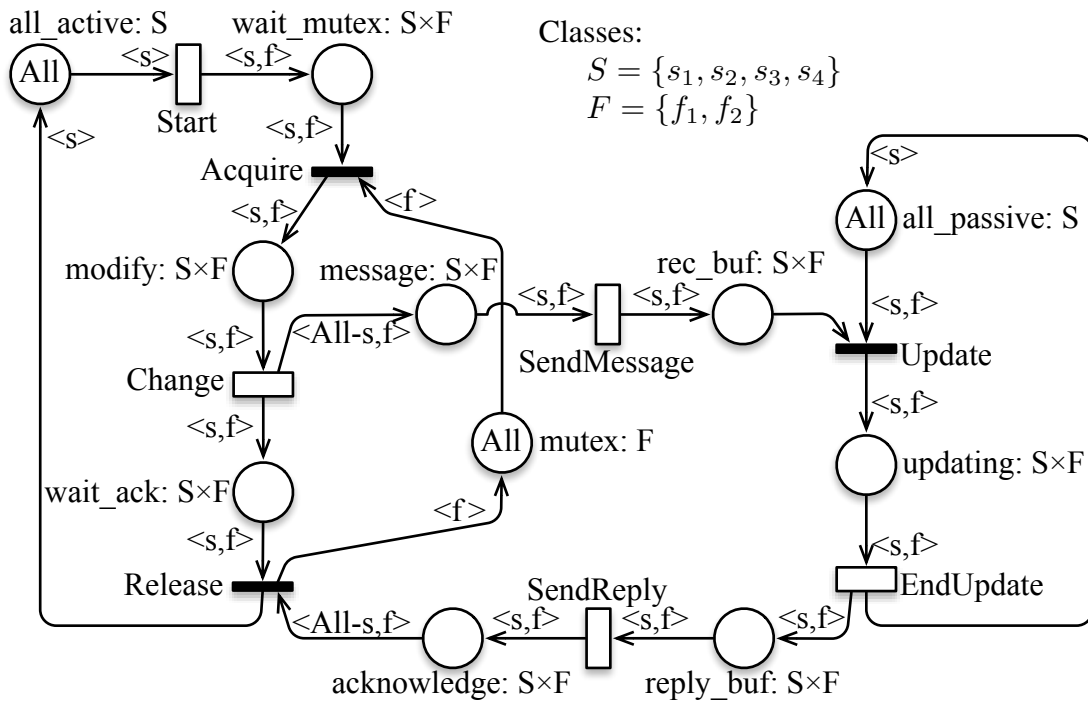 all_active: S
wait_mutex: S×F
Classes:
S = {s₁, s₂, s₃, s₄}
F = {f₁, f₂}
All
<s>
<s,f>
Start
<s>
<s,f>
Acquire
<f>
<s>
<s,f>
All
all_passive: S
modify: S×F
message: S×F
rec_buf: S×F
<s,f>
<s,f>
<s,f>
<s,f>
<All-s,f>
SendMessage
Update
Change
<s,f>
<s,f>
All
mutex: F
updating: S×F
wait_ack: S×F
<f>
<s,f>
<s,f>
Release
SendReply
EndUpdate
<All-s,f>
<s,f>
<s,f>
<s,f>
acknowledge: S×F
reply_buf: S×F